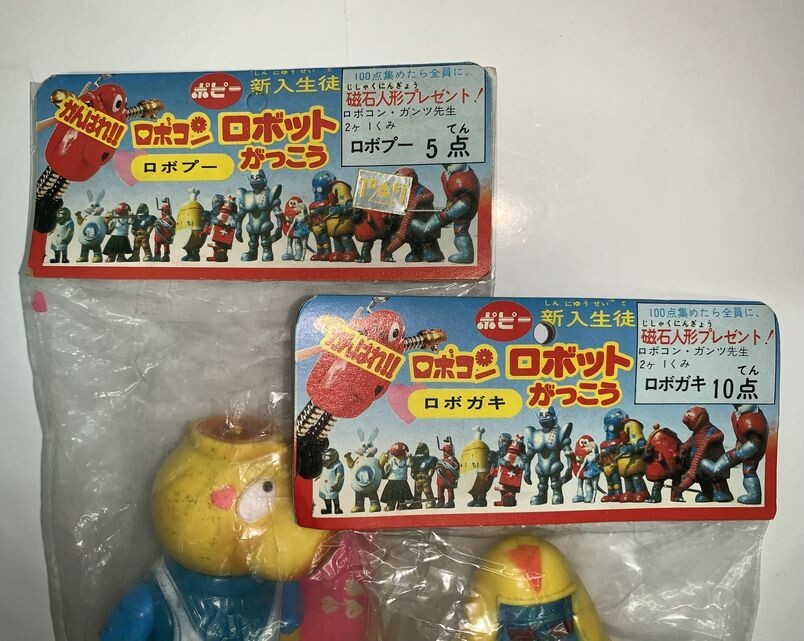 ポピー
しんにゅうせいと
新入生徒
がんばれ!!
ロボコン
ロボット
がっこう
ロボプー
100点集めたら全員に、
じしゃくにんぎょう
磁石人形プレゼント!
ロボコン・ガンツ先生
2ヶ1くみ
てん
ロボプー 5点
ポピー
しんにゅうせいと
新入生徒
がんばれ!!
ロボコン
ロボット
がっこう
ロボガキ
100点集めたら全員に、
じしゃくにんぎょう
磁石人形プレゼント!
ロボコン・ガンツ先生
2ヶ1くみ
てん
ロボガキ 10点